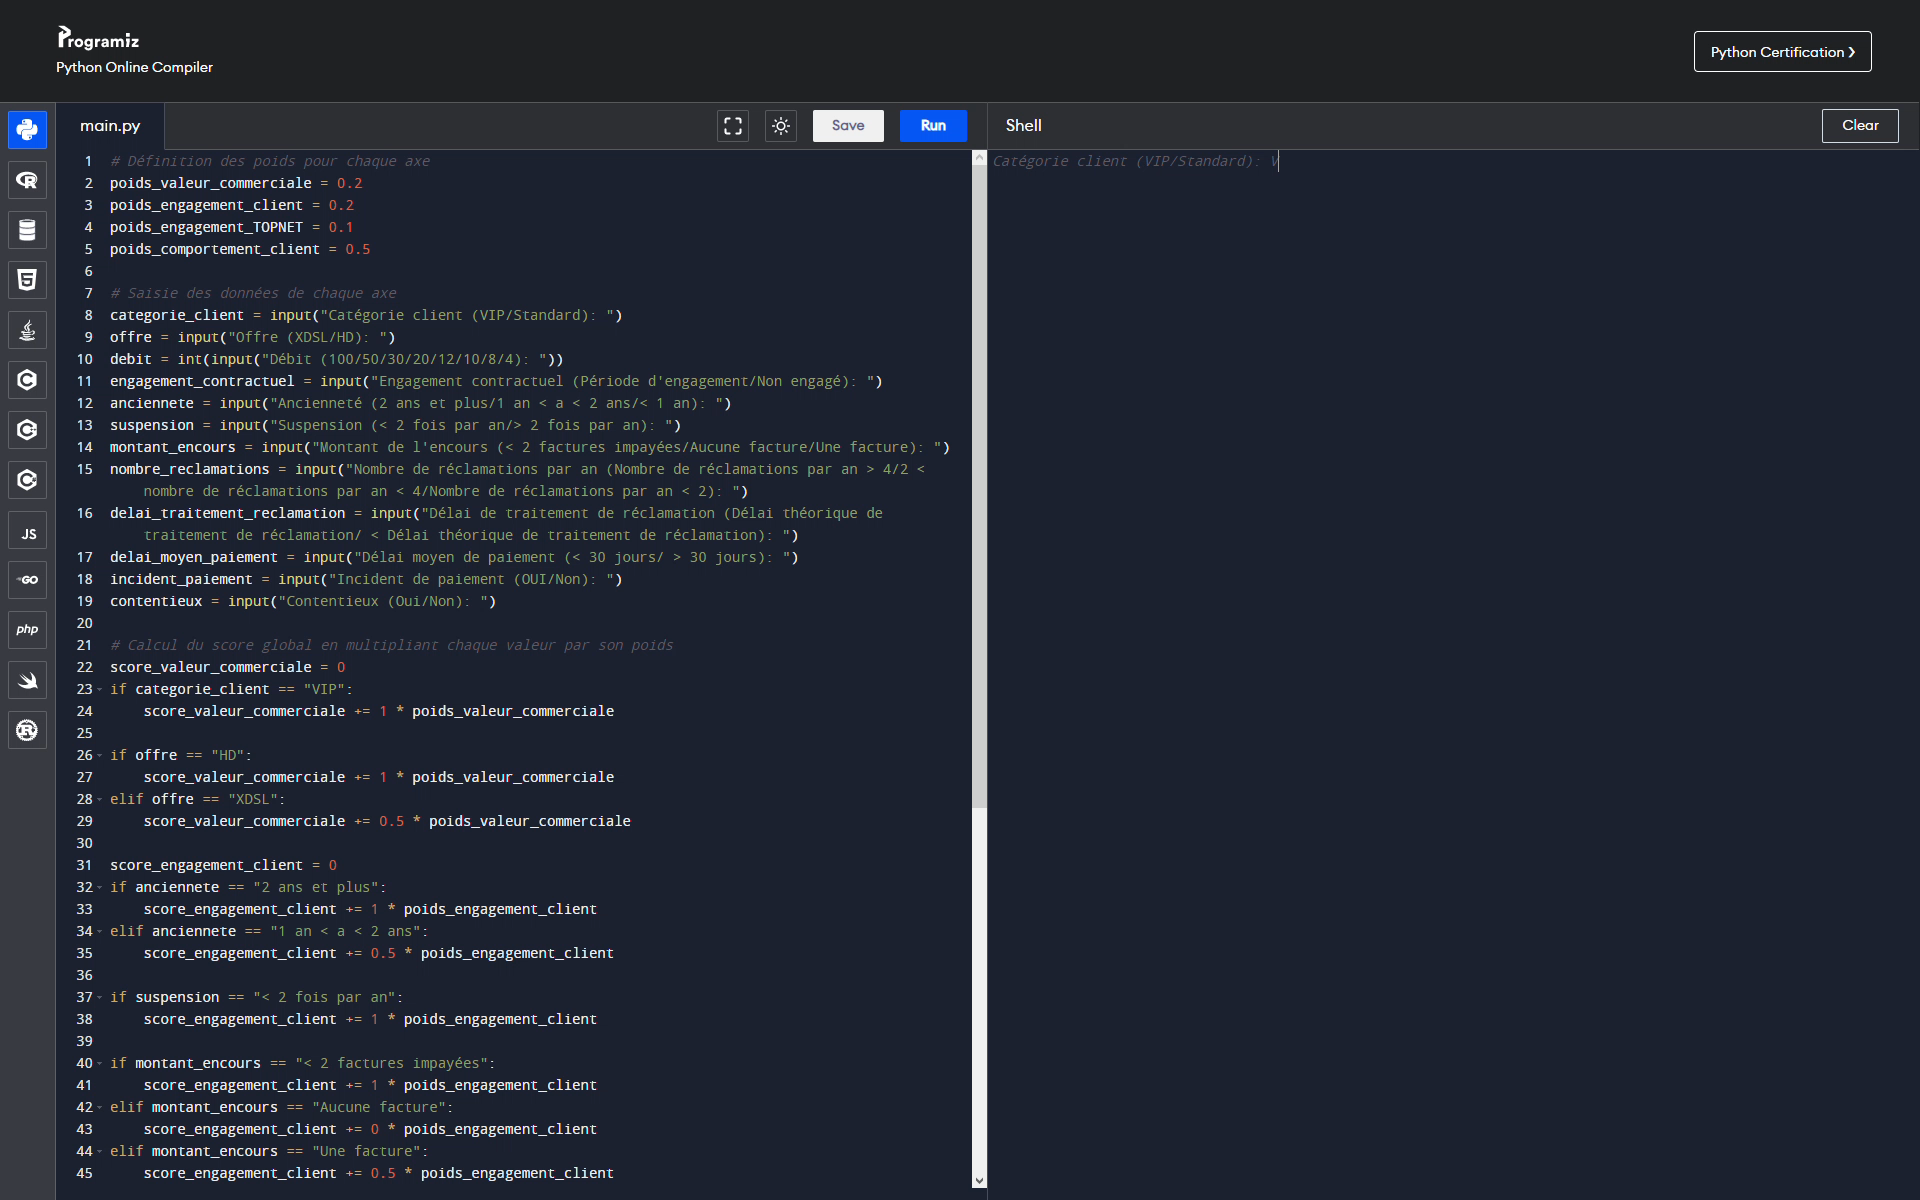 Programiz
Python Online Compiler
Python Certification ❯
main.py
Save
Run
Shell
Clear
1 # Définition des poids pour chaque axe
2 poids_valeur_commerciale = 0.2
3 poids_engagement_client = 0.2
4 poids_engagement_TOPNET = 0.1
5 poids_comportement_client = 0.5
6
7 # Saisie des données de chaque axe
8 categorie_client = input("Catégorie client (VIP/Standard): ")
9 offre = input("Offre (XDSL/HD): ")
10 debit = int(input("Débit (100/50/30/20/12/10/8/4): "))
11 engagement_contractuel = input("Engagement contractuel (Période d'engagement/Non engagé): ")
12 anciennete = input("Ancienneté (2 ans et plus/1 an < a < 2 ans/< 1 an): ")
13 suspension = input("Suspension (< 2 fois par an/> 2 fois par an): ")
14 montant_encours = input("Montant de l'encours (< 2 factures impayées/Aucune facture/Une facture): ")
15 nombre_reclamations = input("Nombre de réclamations par an (Nombre de réclamations par an > 4/2 <
nombre de réclamations par an < 4/Nombre de réclamations par an < 2): ")
16 delai_traitement_reclamation = input("Délai de traitement de réclamation (Délai théorique de
traitement de réclamation/ < Délai théorique de traitement de réclamation): ")
17 delai_moyen_paiement = input("Délai moyen de paiement (< 30 jours/ > 30 jours): ")
18 incident_paiement = input("Incident de paiement (OUI/Non): ")
19 contentieux = input("Contentieux (Oui/Non): ")
20
21 # Calcul du score global en multipliant chaque valeur par son poids
22 score_valeur_commerciale = 0
23 if categorie_client == "VIP":
24 score_valeur_commerciale += 1 * poids_valeur_commerciale
25
26 if offre == "HD":
27 score_valeur_commerciale += 1 * poids_valeur_commerciale
28 elif offre == "XDSL":
29 score_valeur_commerciale += 0.5 * poids_valeur_commerciale
30
31 score_engagement_client = 0
32 if anciennete == "2 ans et plus":
33 score_engagement_client += 1 * poids_engagement_client
34 elif anciennete == "1 an < a < 2 ans":
35 score_engagement_client += 0.5 * poids_engagement_client
36
37 if suspension == "< 2 fois par an":
38 score_engagement_client += 1 * poids_engagement_client
39
40 if montant_encours == "< 2 factures impayées":
41 score_engagement_client += 1 * poids_engagement_client
42 elif montant_encours == "Aucune facture":
43 score_engagement_client += 0 * poids_engagement_client
44 elif montant_encours == "Une facture":
45 score_engagement_client += 0.5 * poids_engagement_client
Catégorie client (VIP/Standard): V
JS
GO
php